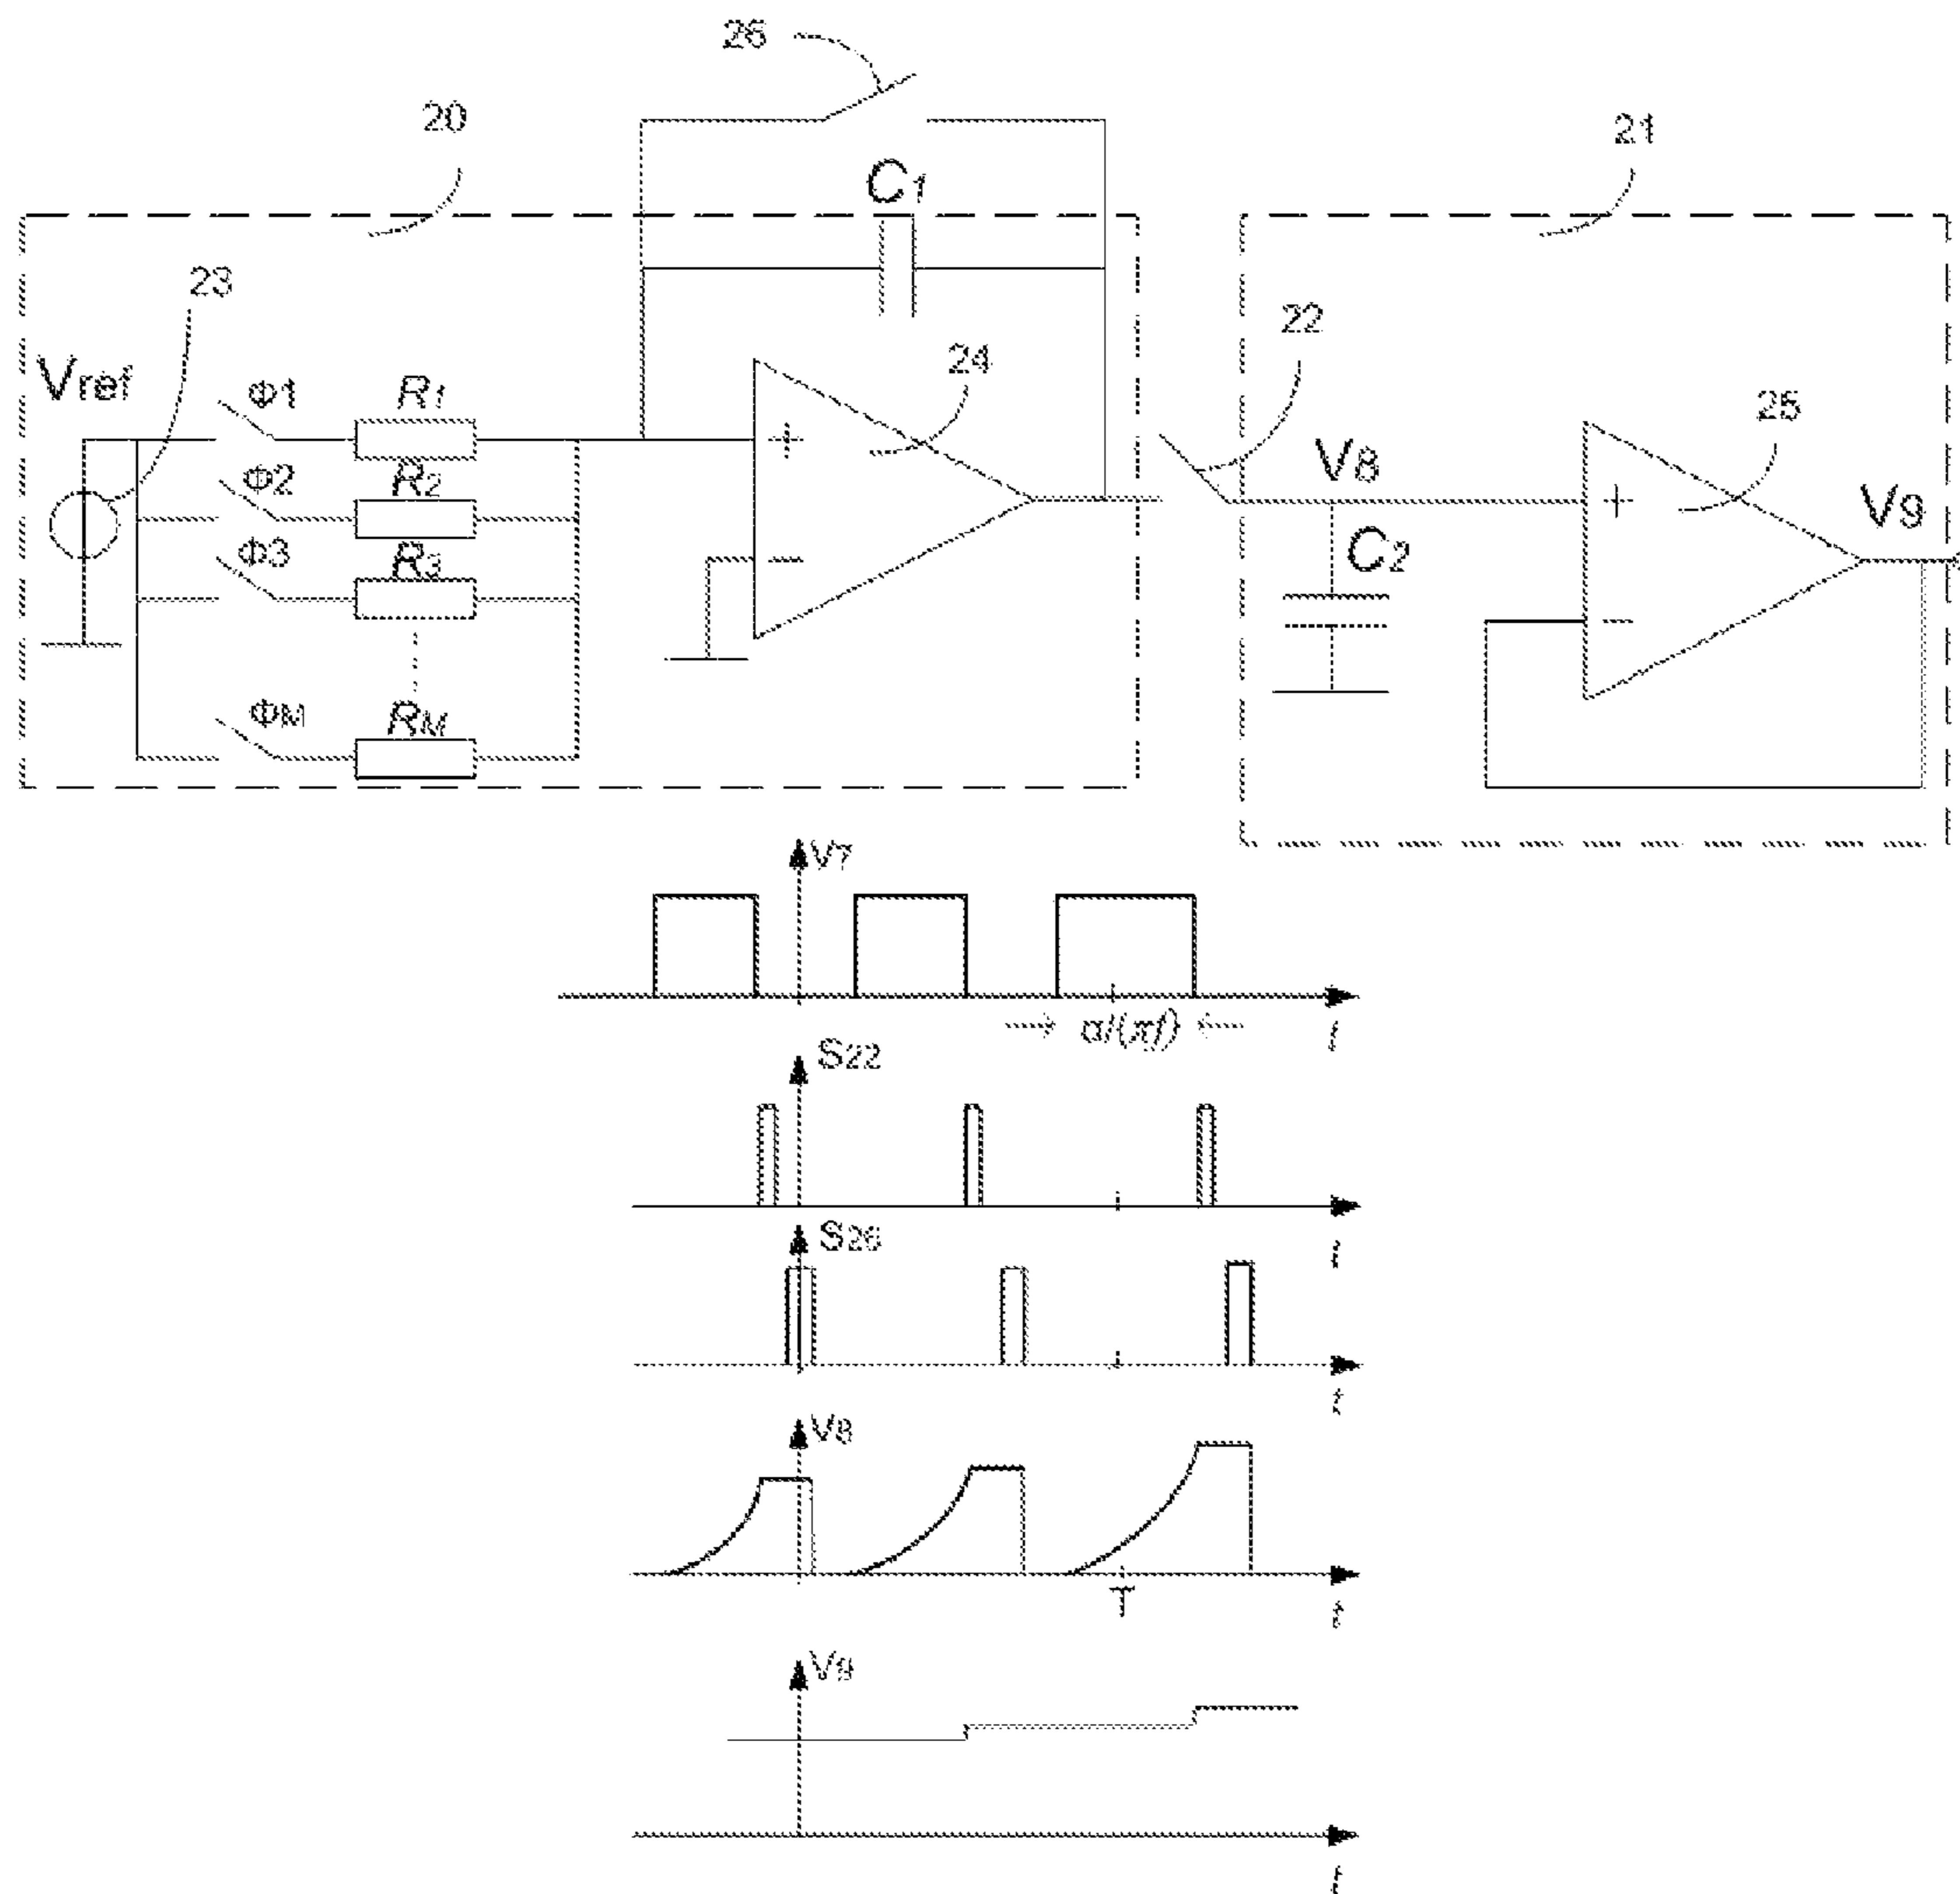 26
20
21
C1
23
22
24
Vref
Φ1
R1
25
V8
V9
Φ2
R2
C2
Φ3
R3
ΦM
RM
+
−
+
−
V7
α/(πf)
t
S22
t
S26
t
V8
T
t
V9
t